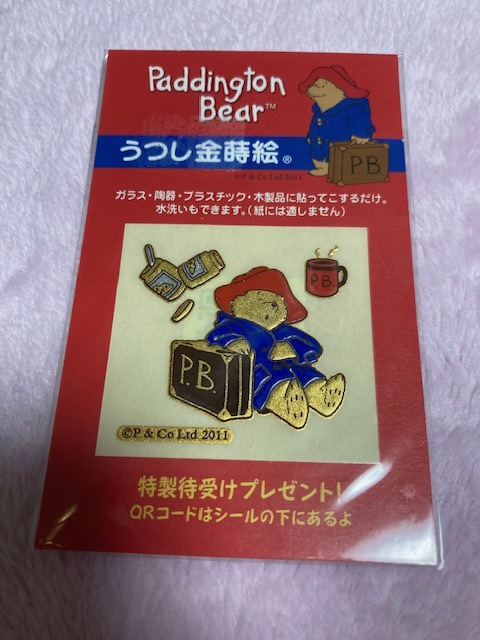 Paddington
Bear™
うつし金蒔絵®
P.B.
©P & Co Ltd 2011
ガラス・陶器・プラスチック・木製品に貼ってこするだけ。
水洗いもできます。(紙には適しません)
P.B.
P.B.
©P & Co Ltd 2011
特製待受けプレゼント!
QRコードはシールの下にあるよ